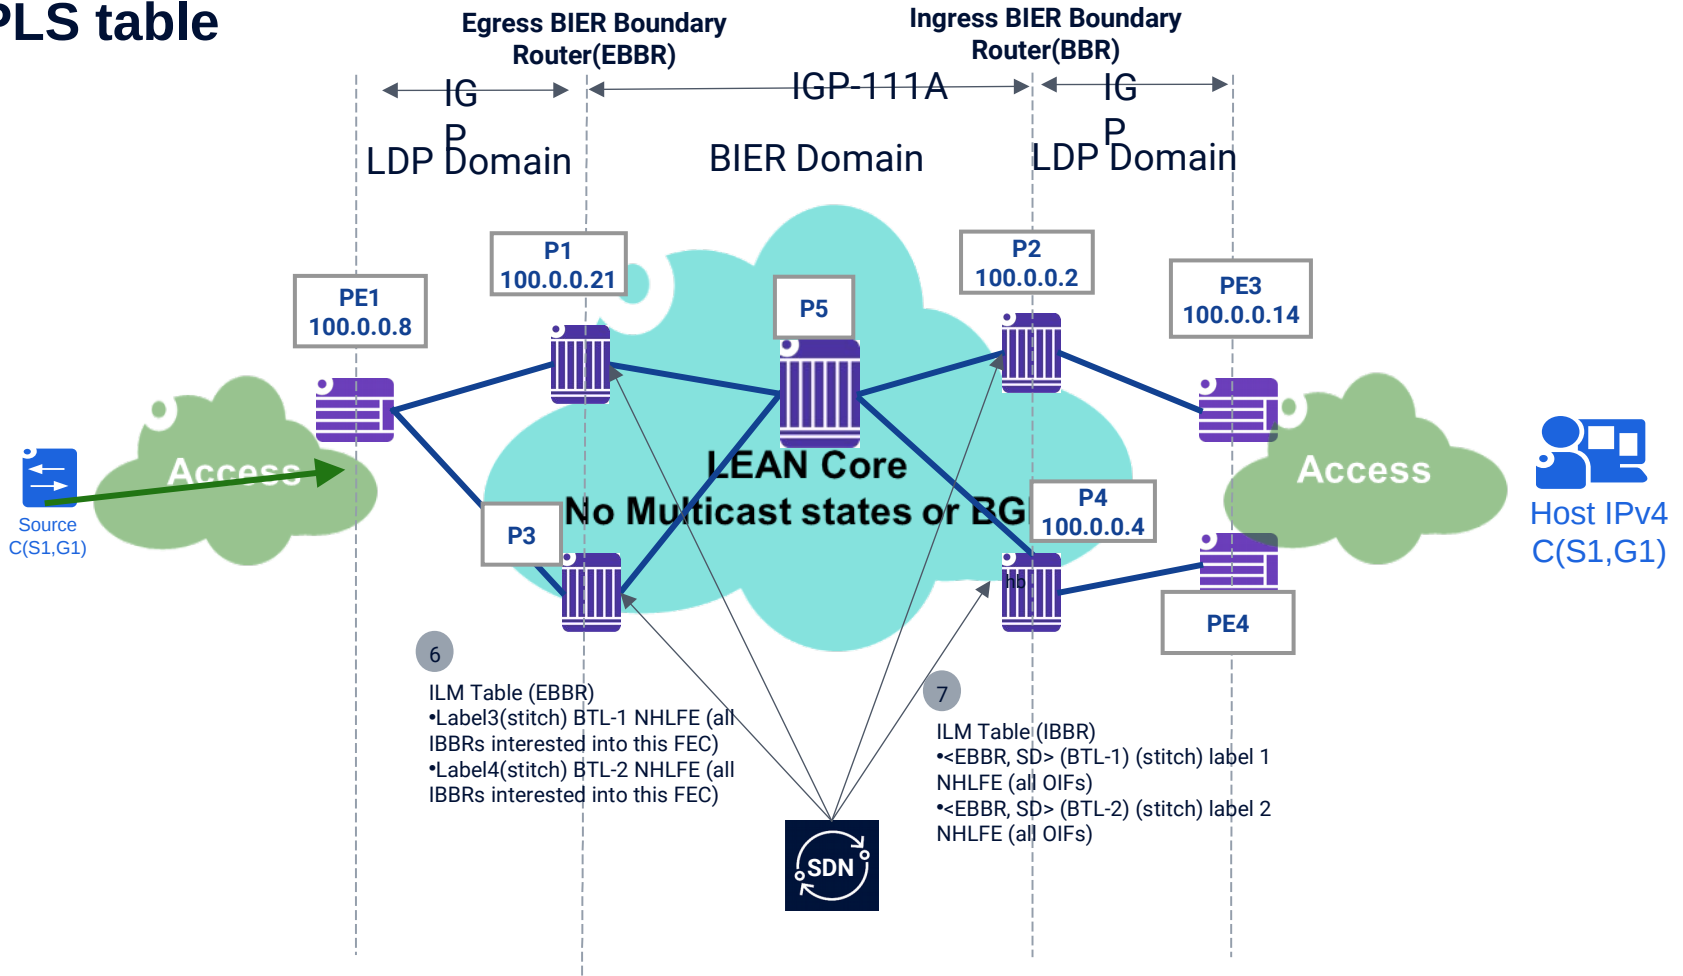 PLS table
Egress BIER Boundary
Router(EBBR)
Ingress BIER Boundary
Router(BBR)
IG
P
IGP-111A
IG
P
LDP Domain
BIER Domain
LDP Domain
P1
100.0.0.21
P2
100.0.0.2
PE1
100.0.0.8
P5
PE3
100.0.0.14
Access
LEAN Core
No Multicast states or BG
Access
Source
C(S1,G1)
P3
P4
100.0.0.4
Host IPv4
C(S1,G1)
hb
PE4
6
ILM Table (EBBR)
•Label3(stitch) BTL-1 NHLFE (all
IBBRs interested into this FEC)
•Label4(stitch) BTL-2 NHLFE (all
IBBRs interested into this FEC)
7
ILM Table (IBBR)
•<EBBR, SD> (BTL-1) (stitch) label 1
NHLFE (all OIFs)
•<EBBR, SD> (BTL-2) (stitch) label 2
NHLFE (all OIFs)
SDN